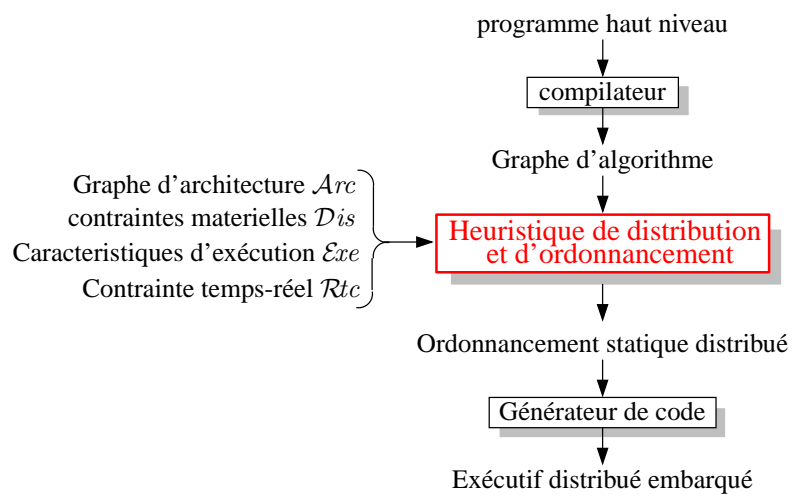 programme haut niveau
compilateur
Graphe d'algorithme
Graphe d'architecture 𝒜rc
contraintes materielles 𝒟is
Caracteristiques d'exécution ℰxe
Contrainte temps-réel ℛtc
Heuristique de distribution
et d'ordonnancement
Ordonnancement statique distribué
Générateur de code
Exécutif distribué embarqué